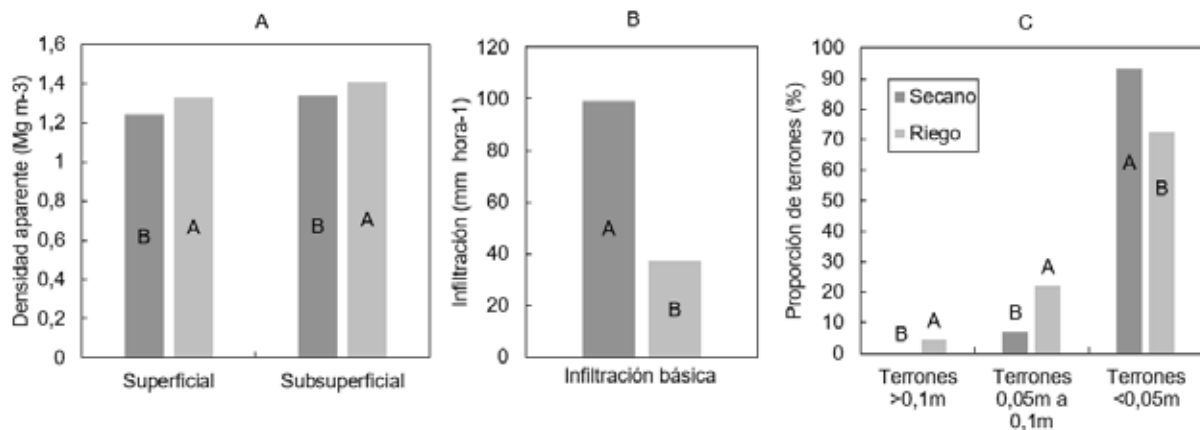 A
Densidad aparente (Mg m-3)
1,6
1,4
1,2
1
0,8
0,6
0,4
0,2
0
B
A
B
A
Superficial
Subsuperficial
B
Infiltración (mm hora-1)
120
100
80
60
40
20
0
A
B
Infiltración básica
C
Proporción de terrones (%)
100
90
80
70
60
50
40
30
20
10
0
Secano
Riego
B
A
B
A
A
B
Terrones
>0,1m
Terrones
0,05m a
0,1m
Terrones
<0,05m